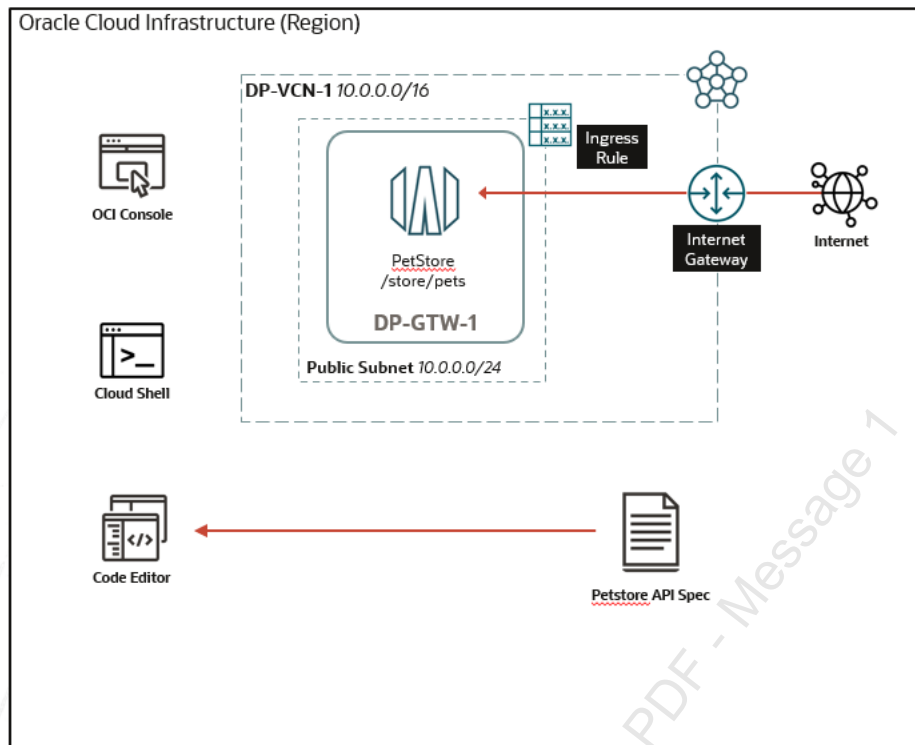 Oracle Cloud Infrastructure (Region)
DP-VCN-1 10.0.0.0/16
x.x.x.
x.x.x.
x.x.x.
Ingress
Rule
OCI Console
PetStore
/store/pets
DP-GTW-1
Internet
Gateway
Internet
Public Subnet 10.0.0.0/24
>_
Cloud Shell
</>
Code Editor
Petstore API Spec
PDF - Message 1